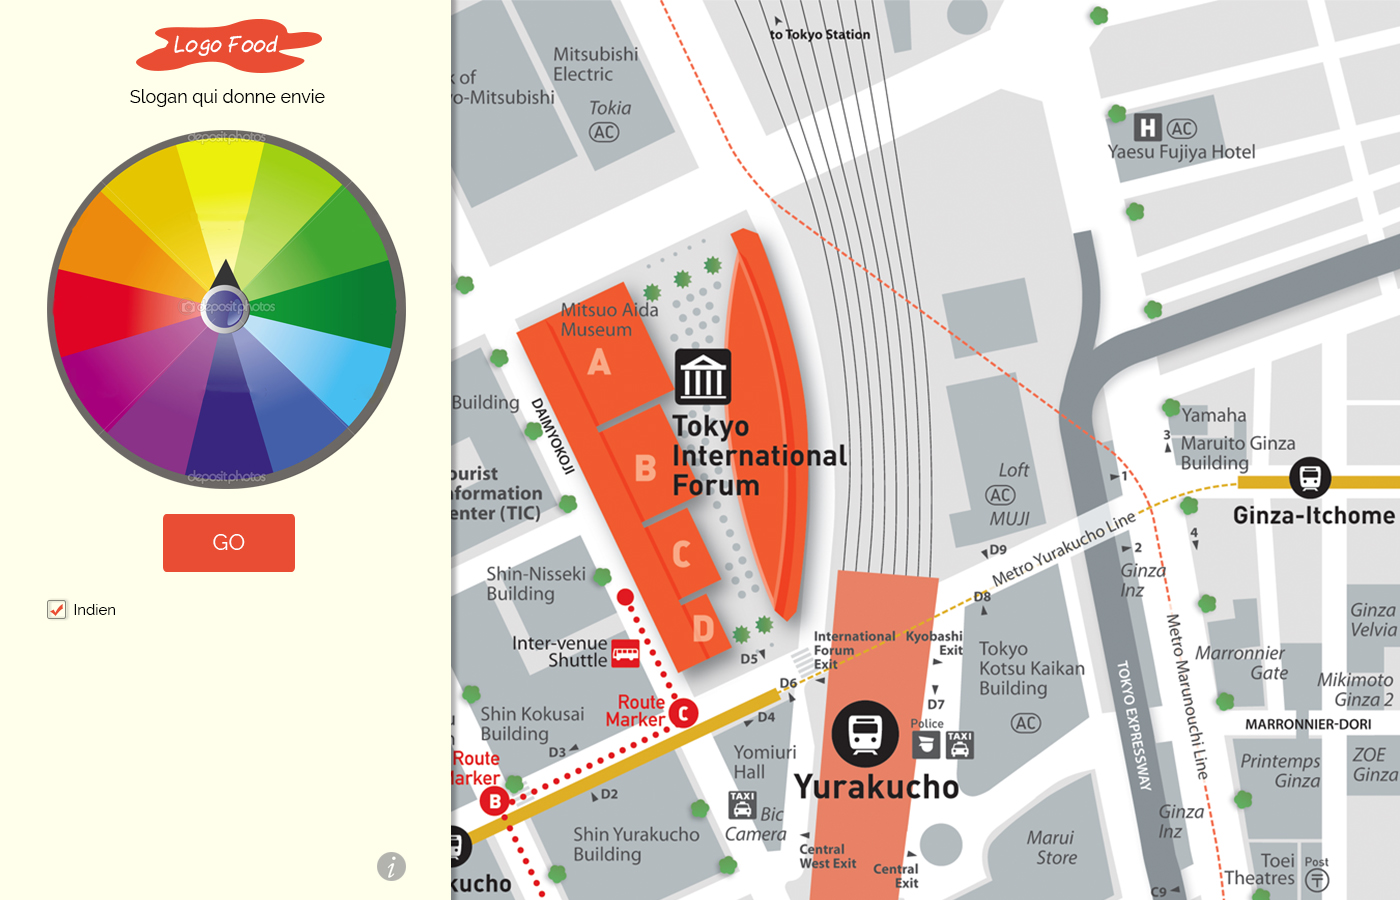 Logo Food
Slogan qui donne envie
depositphotos
depositphotos
depositphotos
GO
Indien
i
to Tokyo Station
Mitsubishi
Electric
of
yo-Mitsubishi
Tokia
AC
H
AC
Yaesu Fujiya Hotel
Mitsuo Aida
Museum
A
Tokyo
International
Forum
B
C
D
DAIMYOKOJI
Building
ourist
nformation
enter (TIC)
Shin-Nisseki
Building
Inter-venue
Shuttle
Route
Marker
C
Shin Kokusai
Building
D3
Route
Marker
B
D2
Shin Yurakucho
Building
kucho
D5
D6
D4
Yomiuri
Hall
TAXI
Bic
Camera
International
Forum
Exit
Kyobashi
Exit
D7
Police
TAXI
Yurakucho
Central
West Exit
Central
Exit
Loft
AC
MUJI
D9
Metro Yurakucho Line
D8
Tokyo
Kotsu Kaikan
Building
AC
Marui
Store
Yamaha
3
Maruito Ginza
Building
1
Ginza-Itchome
4
2
Ginza
Inz
TOKYO EXPRESSWAY
Metro Marunouchi Line
Marronnier
Gate
Ginza
Velvia
Mikimoto
Ginza 2
MARRONNIER-DORI
Printemps
Ginza
ZOE
Ginza
Ginza
Inz
Toei
Theatres
Post
〒
C9